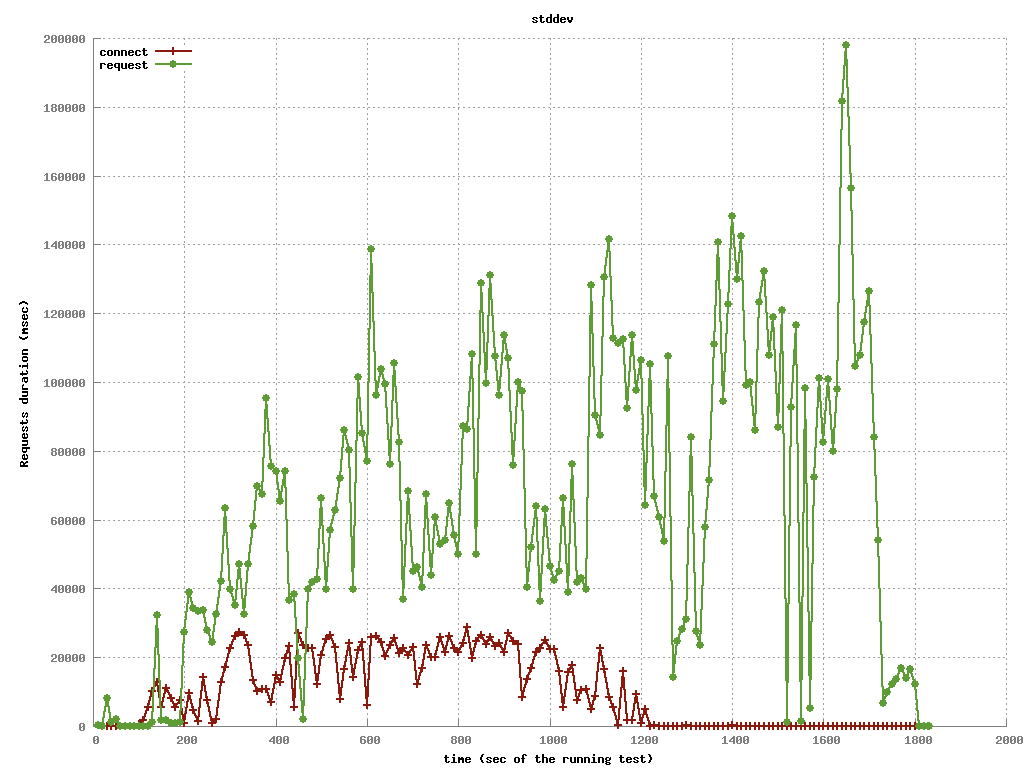 stddev
connect
request
200000
180000
160000
140000
120000
100000
80000
60000
40000
20000
0
0 200 400 600 800 1000 1200 1400 1600 1800 2000
Requests duration (msec)
time (sec of the running test)